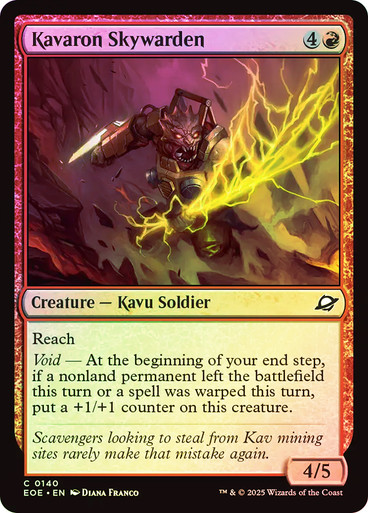 Kavaron Skywarden 4
Creature — Kavu Soldier
Reach
Void — At the beginning of your end step,
if a nonland permanent left the battlefield
this turn or a spell was warped this turn,
put a +1/+1 counter on this creature.
Scavengers looking to steal from Kav mining
sites rarely make that mistake again.
4/5
C 0140
EOE • EN Diana Franco
™ & © 2025 Wizards of the Coast